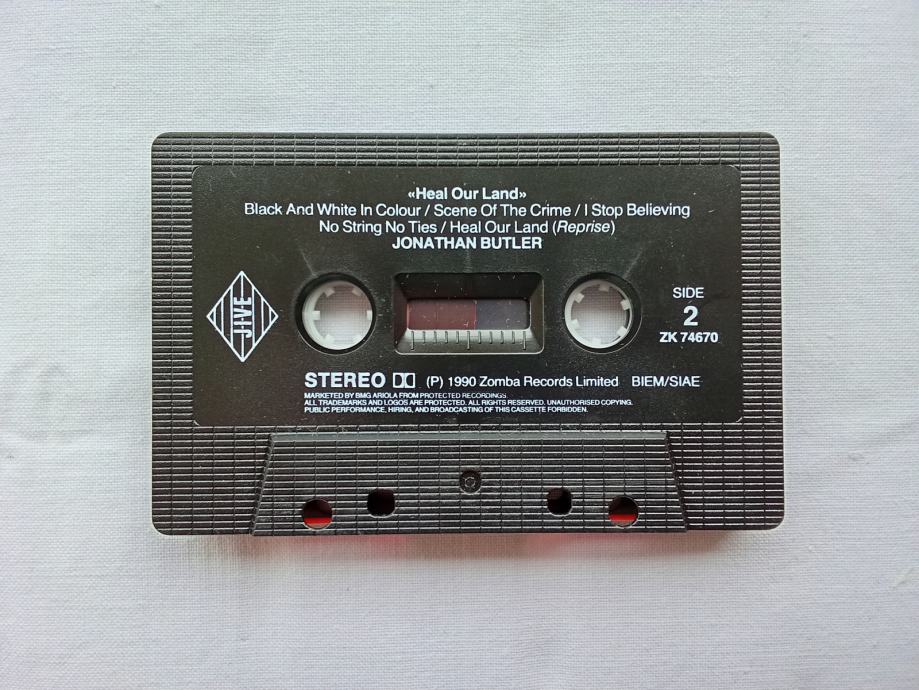 «Heal Our Land»
Black And White In Colour / Scene Of The Crime / I Stop Believing
No String No Ties / Heal Our Land (Reprise)
JONATHAN BUTLER
J·I·V·E
SIDE
2
ZK 74670
STEREO (P) 1990 Zomba Records Limited BIEM/SIAE
MARKETED BY BMG ARIOLA FROM PROTECTED RECORDINGS.
ALL TRADEMARKS AND LOGOS ARE PROTECTED. ALL RIGHTS RESERVED. UNAUTHORISED COPYING,
PUBLIC PERFORMANCE, HIRING, AND BROADCASTING OF THIS CASSETTE FORBIDDEN.